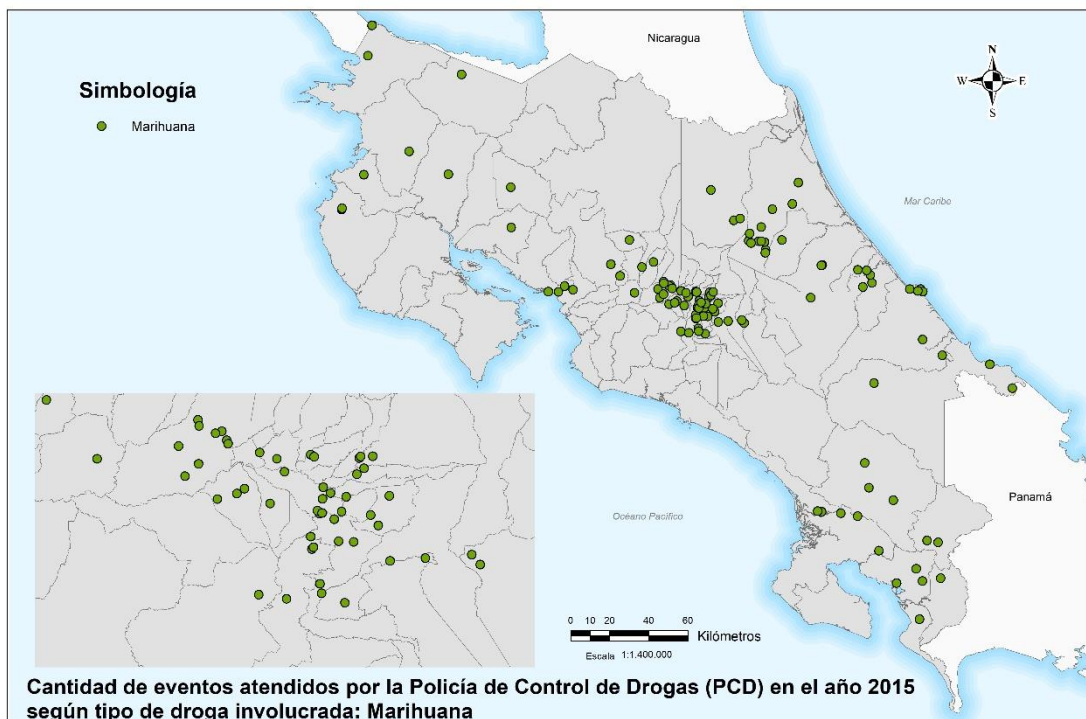 Nicaragua
N
W E
S
Simbología
Marihuana
Mar Caribe
Océano Pacífico
Panamá
0 10 20 40 60
Kilómetros
Escala 1:1.400.000
Cantidad de eventos atendidos por la Policía de Control de Drogas (PCD) en el año 2015
según tipo de droga involucrada: Marihuana